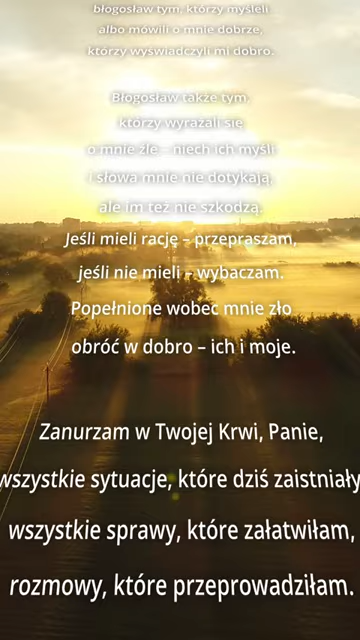 błogosław tym, którzy myśleli
albo mówili o mnie dobrze,
którzy wyświadczyli mi dobro.
Błogosław także tym,
którzy wyrażali się
o mnie źle – niech ich myśli
i słowa mnie nie dotykają,
ale im też nie szkodzą.
Jeśli mieli rację – przepraszam,
jeśli nie mieli – wybaczam.
Popełnione wobec mnie zło
obróć w dobro – ich i moje.
Zanurzam w Twojej Krwi, Panie,
wszystkie sytuacje, które dziś zaistniały,
wszystkie sprawy, które załatwiłam,
rozmowy, które przeprowadziłam.